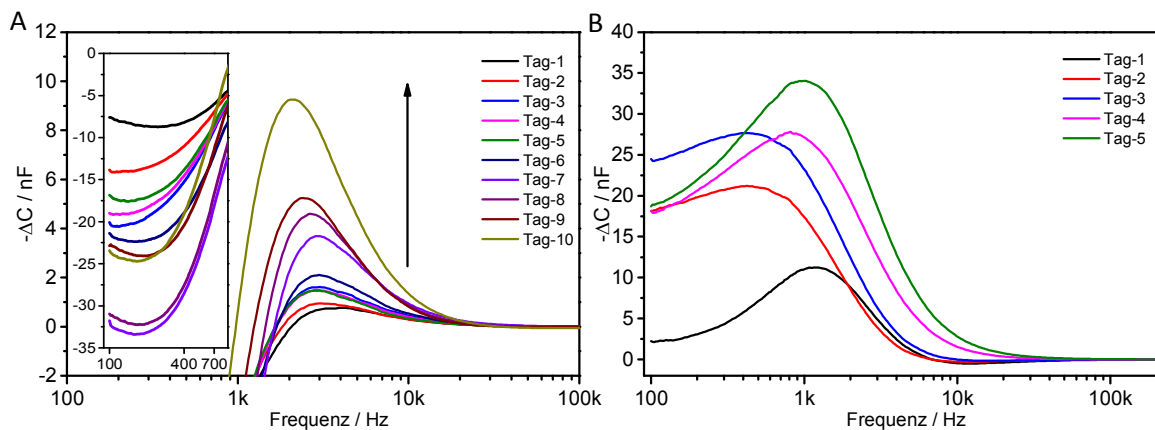 A
12
10
8
6
4
2
0
-2
-ΔC / nF
100
1k
10k
100k
Frequenz / Hz
0
-5
-10
-15
-20
-25
-30
-35
100
400
700
Tag-1
Tag-2
Tag-3
Tag-4
Tag-5
Tag-6
Tag-7
Tag-8
Tag-9
Tag-10
B
40
35
30
25
20
15
10
5
0
-ΔC / nF
100
1k
10k
100k
Frequenz / Hz
Tag-1
Tag-2
Tag-3
Tag-4
Tag-5